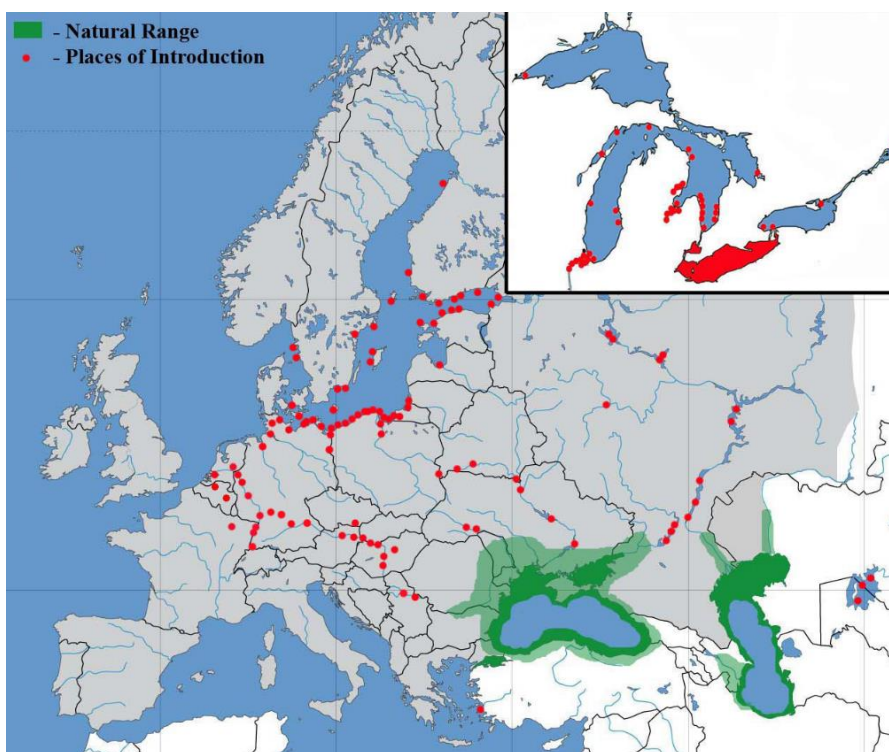 - Natural Range
- Places of Introduction